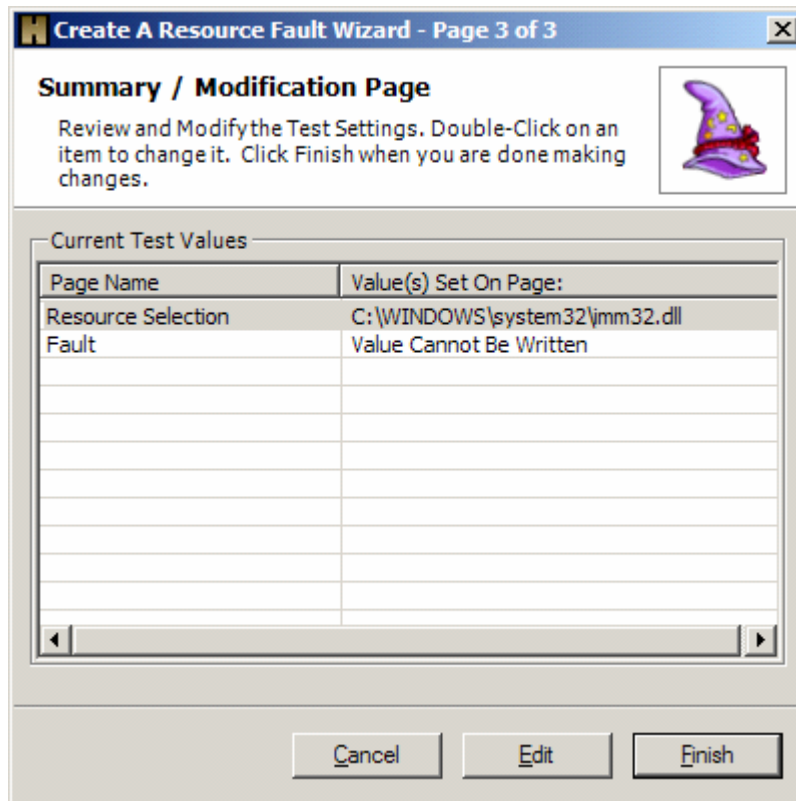 Create A Resource Fault Wizard - Page 3 of 3
Summary / Modification Page
Review and Modify the Test Settings. Double-Click on an
item to change it. Click Finish when you are done making
changes.
Current Test Values
Page Name Value(s) Set On Page:
Resource Selection C:\WINDOWS\system32\imm32.dll
Fault Value Cannot Be Written
Cancel Edit Finish